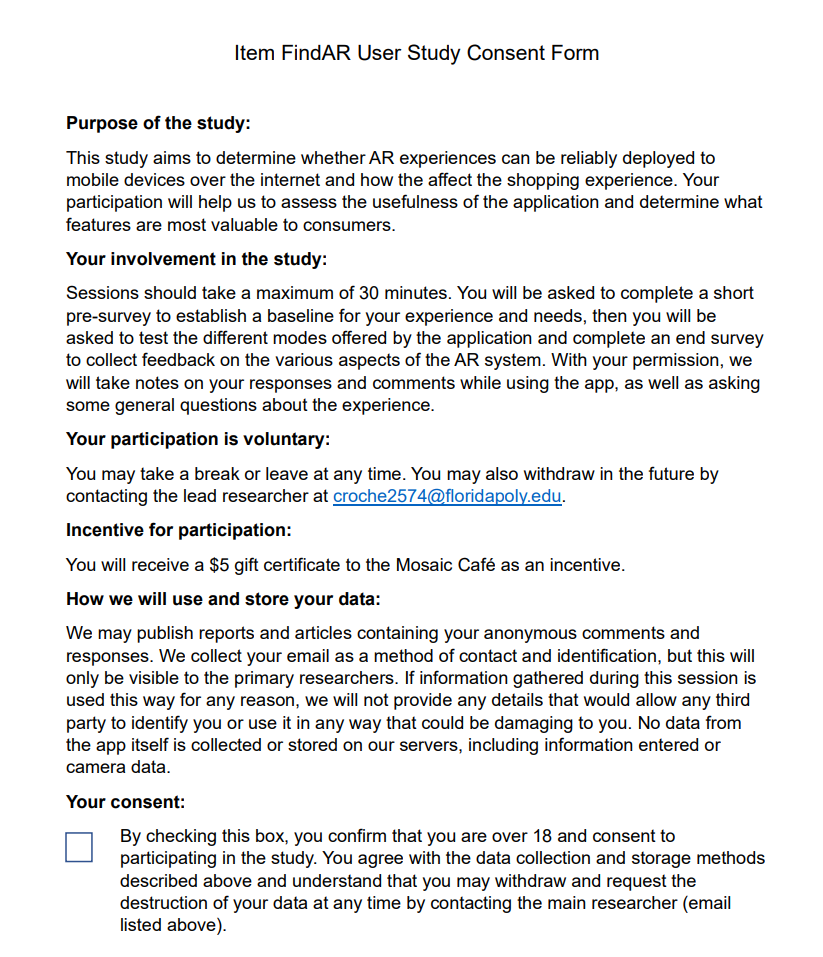 Item FindAR User Study Consent Form
Purpose of the study:
This study aims to determine whether AR experiences can be reliably deployed to
mobile devices over the internet and how the affect the shopping experience. Your
participation will help us to assess the usefulness of the application and determine what
features are most valuable to consumers.
Your involvement in the study:
Sessions should take a maximum of 30 minutes. You will be asked to complete a short
pre-survey to establish a baseline for your experience and needs, then you will be
asked to test the different modes offered by the application and complete an end survey
to collect feedback on the various aspects of the AR system. With your permission, we
will take notes on your responses and comments while using the app, as well as asking
some general questions about the experience.
Your participation is voluntary:
You may take a break or leave at any time. You may also withdraw in the future by
contacting the lead researcher at croche2574@floridapoly.edu.
Incentive for participation:
You will receive a $5 gift certificate to the Mosaic Café as an incentive.
How we will use and store your data:
We may publish reports and articles containing your anonymous comments and
responses. We collect your email as a method of contact and identification, but this will
only be visible to the primary researchers. If information gathered during this session is
used this way for any reason, we will not provide any details that would allow any third
party to identify you or use it in any way that could be damaging to you. No data from
the app itself is collected or stored on our servers, including information entered or
camera data.
Your consent:
By checking this box, you confirm that you are over 18 and consent to
participating in the study. You agree with the data collection and storage methods
described above and understand that you may withdraw and request the
destruction of your data at any time by contacting the main researcher (email
listed above).